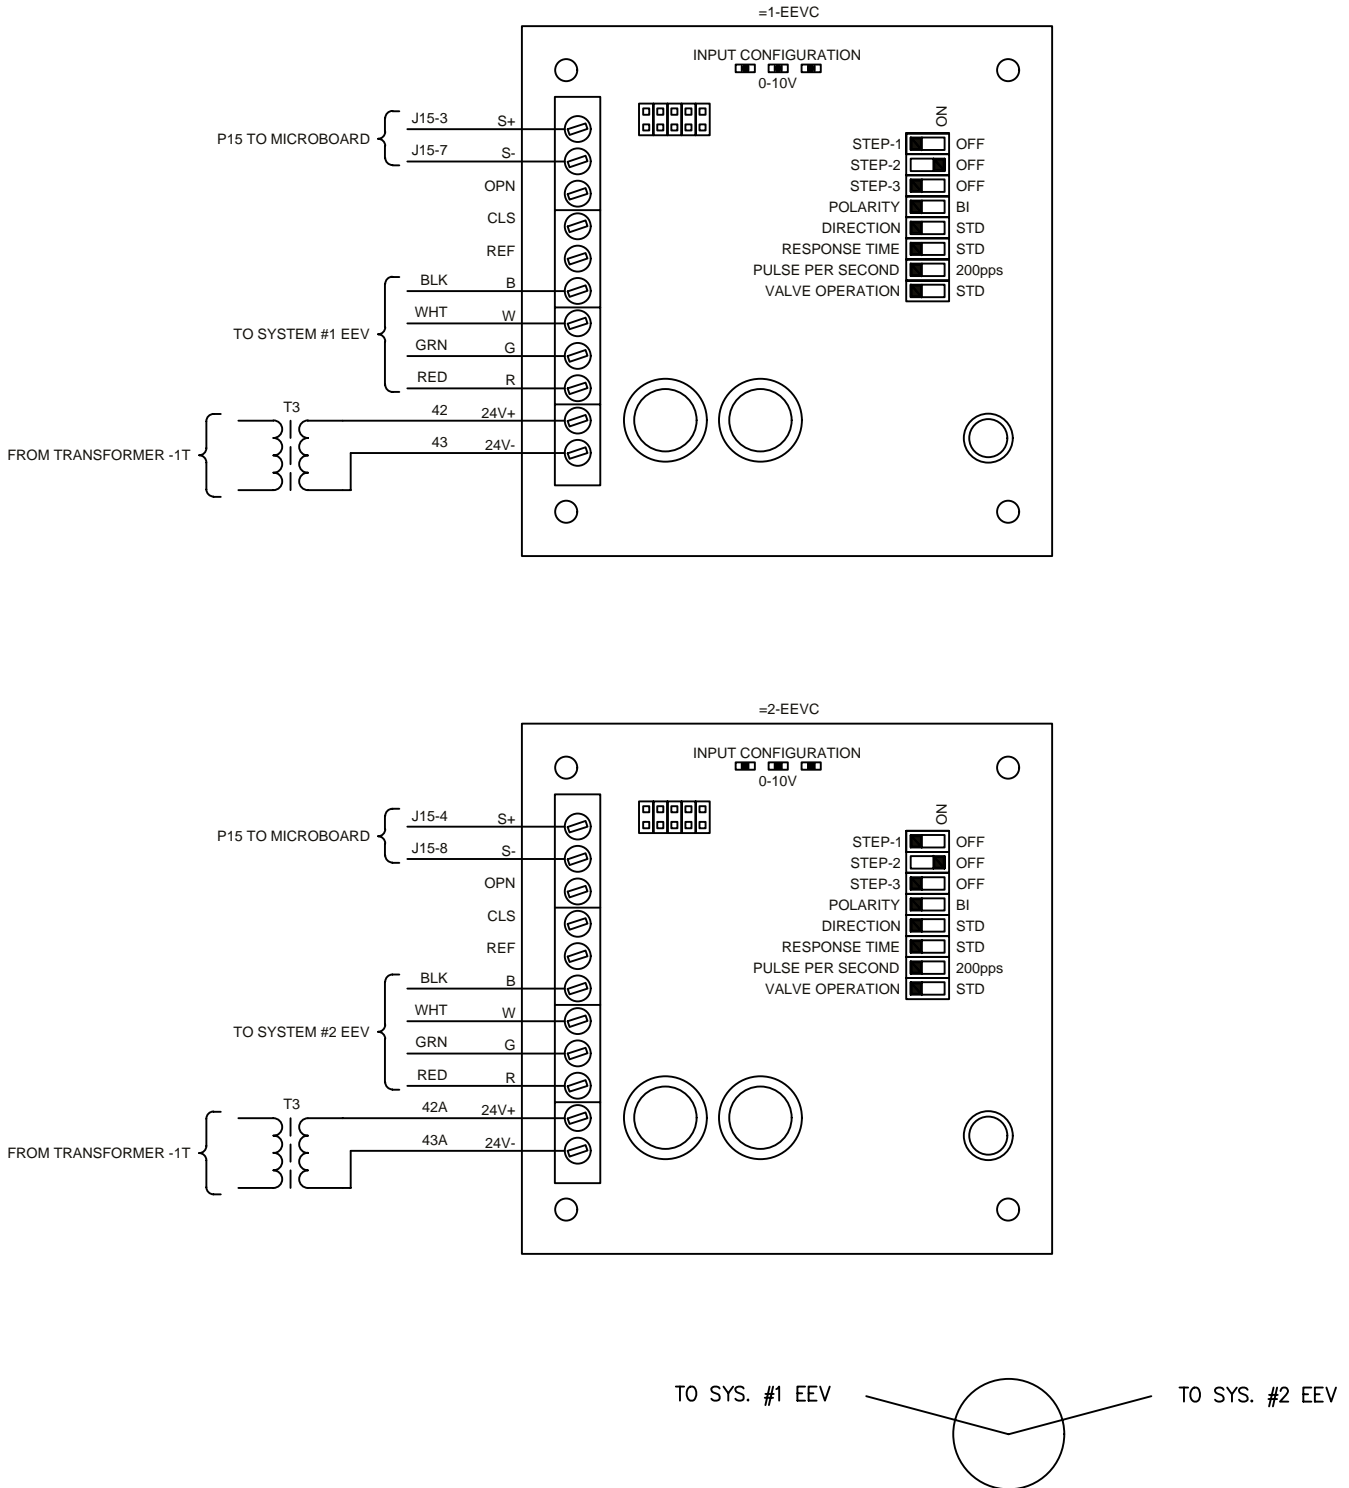 =1-EEVC
INPUT CONFIGURATION
0-10V
P15 TO MICROBOARD
J15-3 S+
J15-7 S-
OPN
CLS
REF
TO SYSTEM #1 EEV
BLK B
WHT W
GRN G
RED R
FROM TRANSFORMER -1T
T3
42 24V+
43 24V-
ON
STEP-1 OFF
STEP-2 OFF
STEP-3 OFF
POLARITY BI
DIRECTION STD
RESPONSE TIME STD
PULSE PER SECOND 200pps
VALVE OPERATION STD
=2-EEVC
INPUT CONFIGURATION
0-10V
P15 TO MICROBOARD
J15-4 S+
J15-8 S-
OPN
CLS
REF
TO SYSTEM #2 EEV
BLK B
WHT W
GRN G
RED R
FROM TRANSFORMER -1T
T3
42A 24V+
43A 24V-
ON
STEP-1 OFF
STEP-2 OFF
STEP-3 OFF
POLARITY BI
DIRECTION STD
RESPONSE TIME STD
PULSE PER SECOND 200pps
VALVE OPERATION STD
TO SYS. #1 EEV
TO SYS. #2 EEV